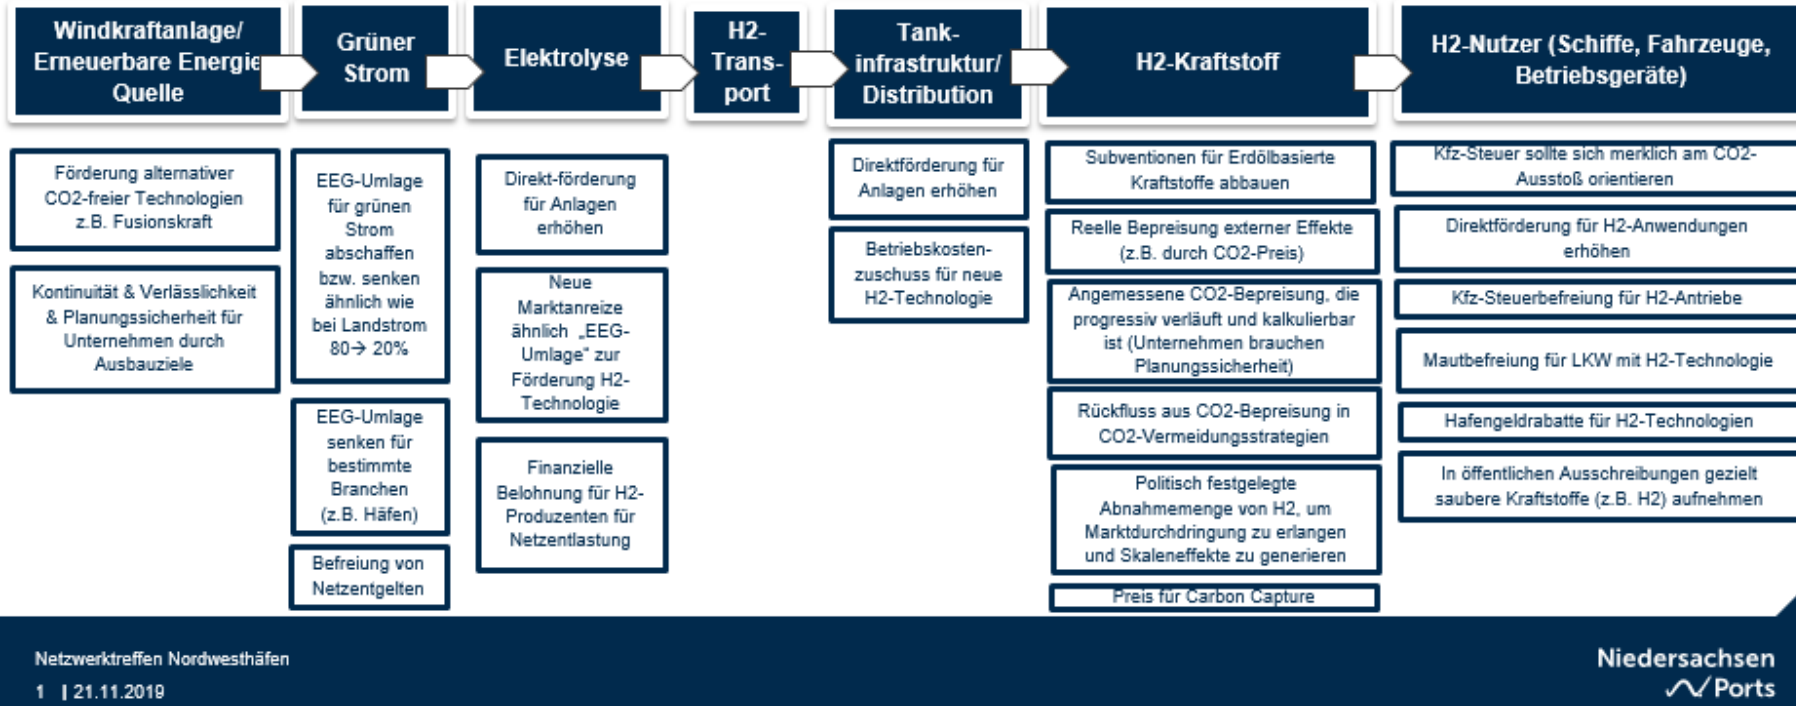 Windkraftanlage/
Erneuerbare Energie
Quelle
Grüner
Strom
Elektrolyse
H2-
Trans-
port
Tank-
infrastruktur/
Distribution
H2-Kraftstoff
H2-Nutzer (Schiffe, Fahrzeuge,
Betriebsgeräte)
Förderung alternativer
CO2-freier Technologien
z.B. Fusionskraft
Kontinuität & Verlässlichkeit
& Planungssicherheit für
Unternehmen durch
Ausbauziele
EEG-Umlage
für grünen
Strom
abschaffen
bzw. senken
ähnlich wie
bei Landstrom
80→ 20%
EEG-Umlage
senken für
bestimmte
Branchen
(z.B. Häfen)
Befreiung von
Netzentgelten
Direkt-förderung
für Anlagen
erhöhen
Neue
Marktanreize
ähnlich „EEG-
Umlage“ zur
Förderung H2-
Technologie
Finanzielle
Belohnung für H2-
Produzenten für
Netzentlastung
Direktförderung für
Anlagen erhöhen
Betriebskosten-
zuschuss für neue
H2-Technologie
Subventionen für Erdölbasierte
Kraftstoffe abbauen
Reelle Bepreisung externer Effekte
(z.B. durch CO2-Preis)
Angemessene CO2-Bepreisung, die
progressiv verläuft und kalkulierbar
ist (Unternehmen brauchen
Planungssicherheit)
Rückfluss aus CO2-Bepreisung in
CO2-Vermeidungsstrategien
Politisch festgelegte
Abnahmemenge von H2, um
Marktdurchdringung zu erlangen
und Skaleneffekte zu generieren
Preis für Carbon Capture
Kfz-Steuer sollte sich merklich am CO2-
Ausstoß orientieren
Direktförderung für H2-Anwendungen
erhöhen
Kfz-Steuerbefreiung für H2-Antriebe
Mautbefreiung für LKW mit H2-Technologie
Hafengeldrabatte für H2-Technologien
In öffentlichen Ausschreibungen gezielt
saubere Kraftstoffe (z.B. H2) aufnehmen
Netzwerktreffen Nordwesthäfen
1 | 21.11.2019
Niedersachsen
Ports